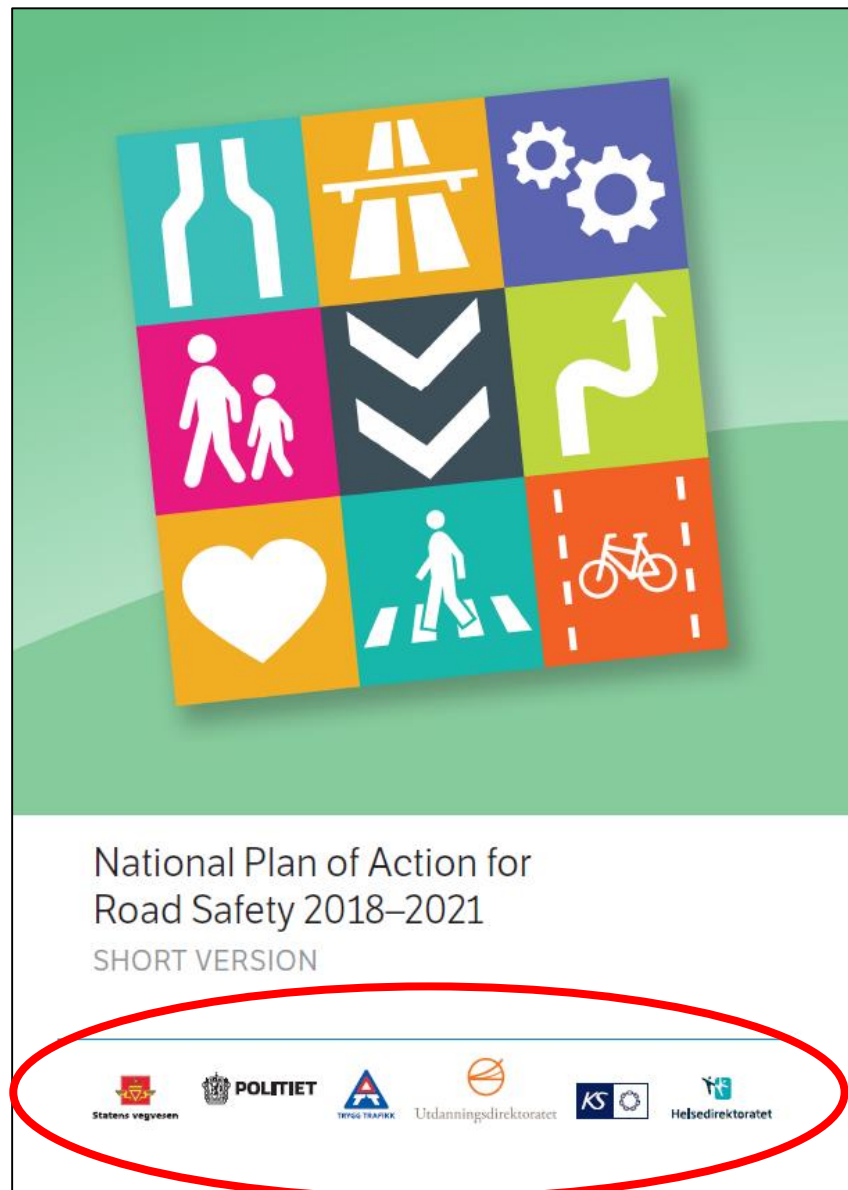 National Plan of Action for
Road Safety 2018–2021
SHORT VERSION
Statens vegvesen
POLITIET
TRYGG TRAFIKK
Utdanningsdirektoratet
KS
Helsedirektoratet